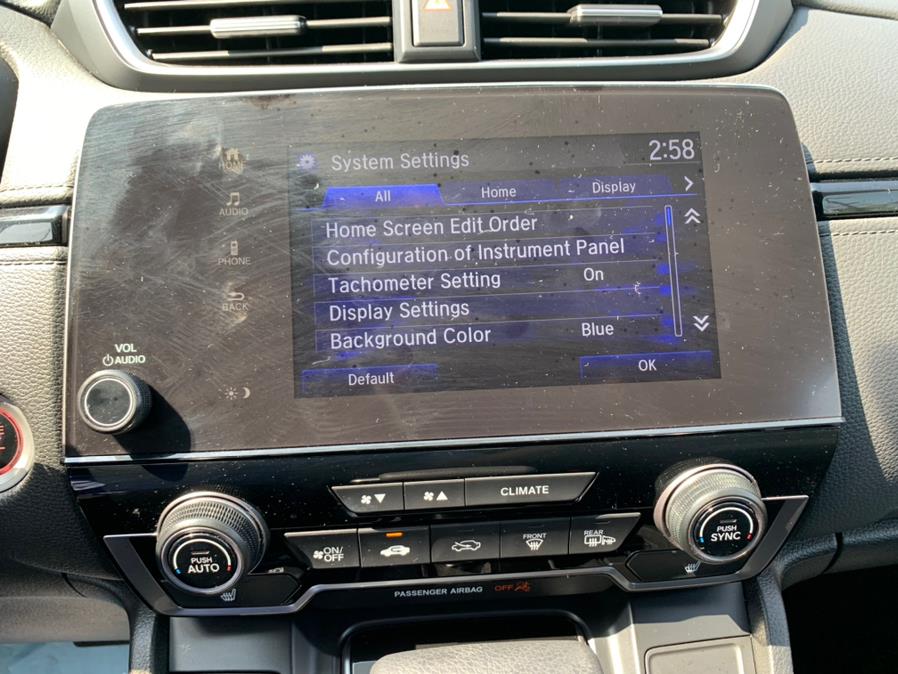 HOME
System Settings
2:58
All
Home
Display
AUDIO
Home Screen Edit Order
Configuration of Instrument Panel
PHONE
Tachometer Setting On
BACK
Display Settings
Background Color Blue
VOL
AUDIO
Default
OK
CLIMATE
ON/
OFF
FRONT
REAR
PUSH
AUTO
PUSH
SYNC
PASSENGER AIRBAG OFF